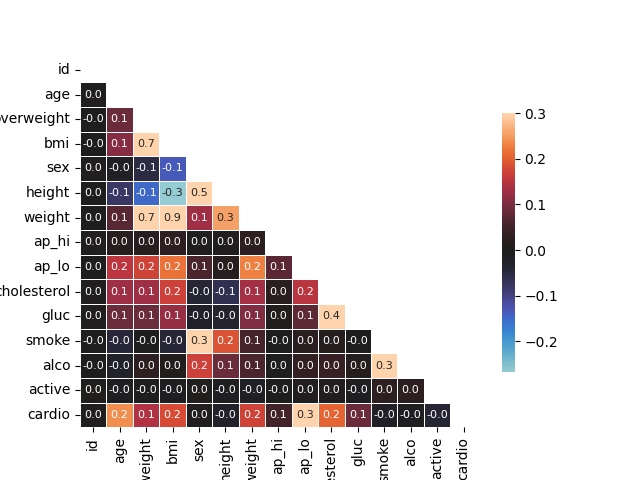 id
age 0.0
overweight -0.0 0.1
bmi -0.0 0.1 0.7
sex 0.0 -0.0 -0.1 -0.1
height 0.0 -0.1 -0.1 -0.3 0.5
weight 0.0 0.1 0.7 0.9 0.1 0.3
ap_hi 0.0 0.0 0.0 0.0 0.0 0.0 0.0
ap_lo 0.0 0.2 0.2 0.2 0.1 0.0 0.2 0.1
cholesterol 0.0 0.1 0.1 0.2 -0.0 -0.1 0.1 0.0 0.2
gluc 0.0 0.1 0.1 0.1 -0.0 -0.0 0.1 0.0 0.1 0.4
smoke -0.0 -0.0 -0.0 -0.0 0.3 0.2 0.1 -0.0 0.0 0.0 -0.0
alco -0.0 -0.0 0.0 0.0 0.2 0.1 0.1 0.0 0.0 0.0 0.0 0.3
active -0.0 -0.0 -0.0 -0.0 0.0 -0.0 -0.0 -0.0 -0.0 0.0 -0.0 0.0 0.0
cardio 0.0 0.2 0.1 0.2 0.0 -0.0 0.2 0.1 0.3 0.2 0.1 -0.0 -0.0 -0.0
id age weight bmi sex height weight ap_hi ap_lo esterol gluc smoke alco active cardio
0.3
0.2
0.1
0.0
−0.1
−0.2